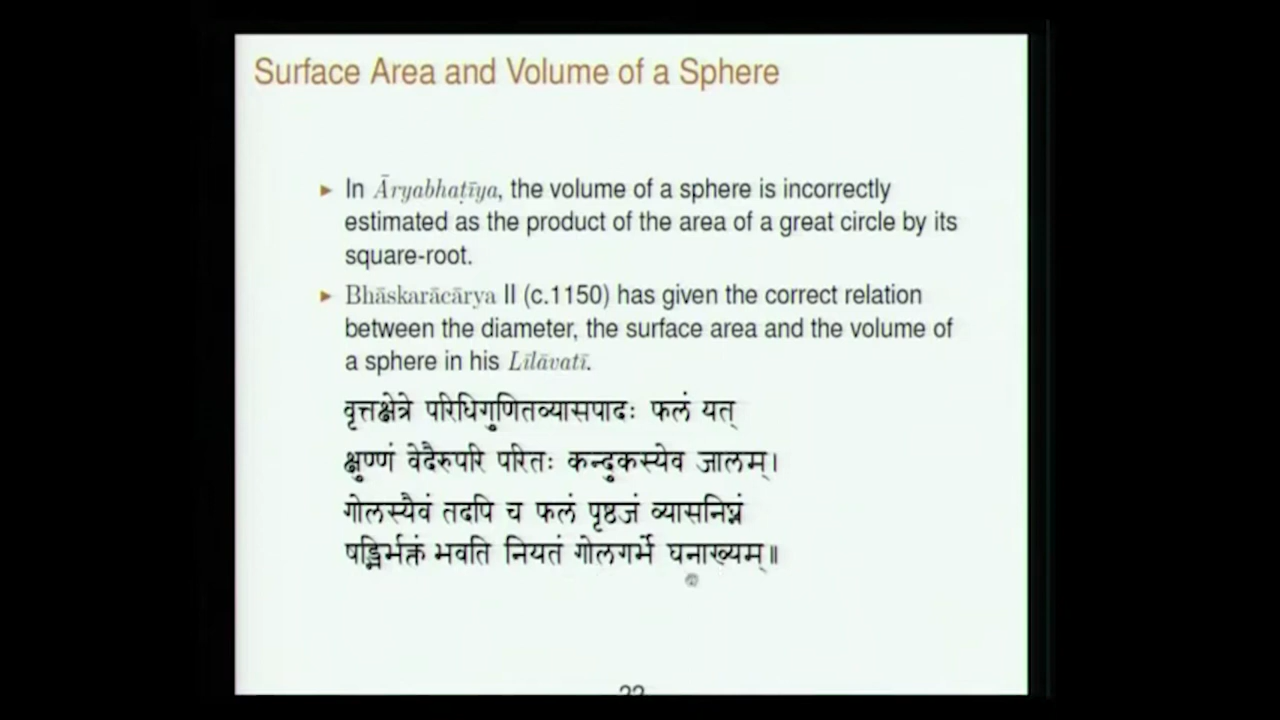 Surface Area and Volume of a Sphere
► In Āryabhaṭīya, the volume of a sphere is incorrectly
estimated as the product of the area of a great circle by its
square-root.
► Bhāskarācārya II (c.1150) has given the correct relation
between the diameter, the surface area and the volume of
a sphere in his Līlāvatī.
वृत्तक्षेत्रे परिधिगुणितव्यासपादः फलं यत्
क्षुण्णं वेदैरुपरि परितः कन्दुकस्येव जालम्।
गोलस्यैवं तदपि च फलं पृष्ठजं व्यासनिघ्नं
षड्भिर्भक्तं भवति नियतं गोलगर्भे घनाख्यम्॥